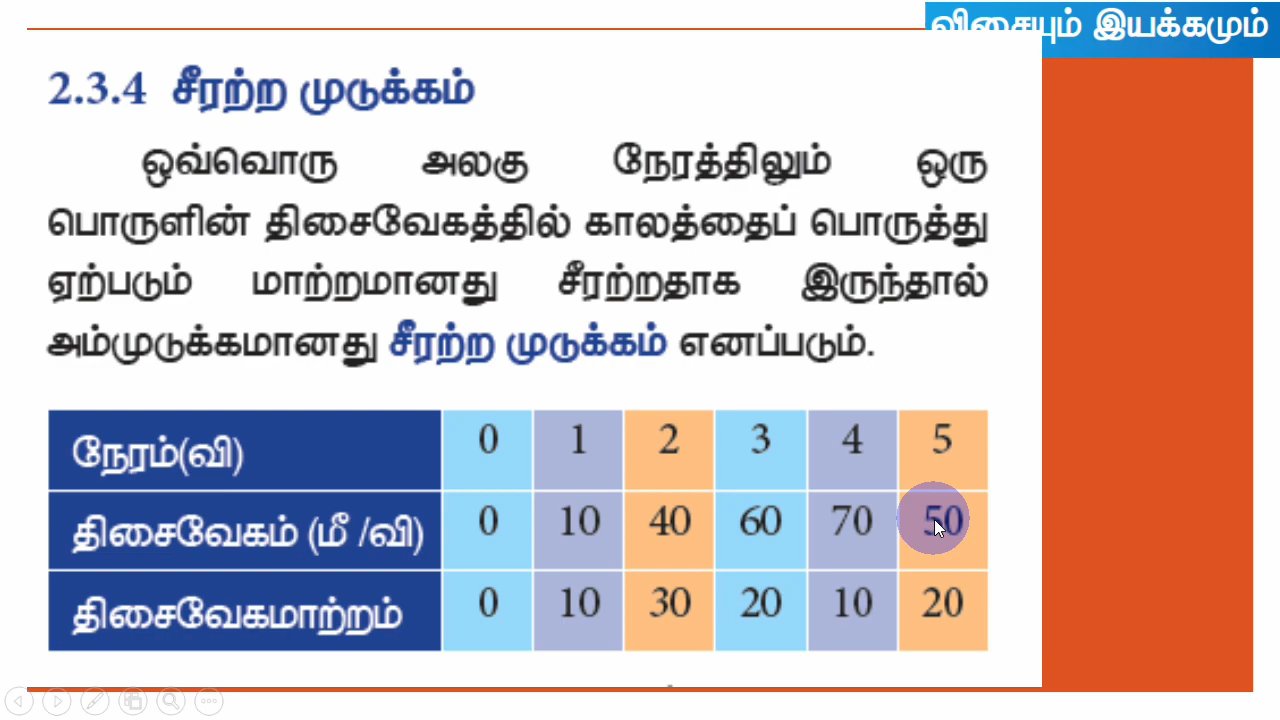 விசையும் இயக்கமும்
2.3.4 சீரற்ற முடுக்கம்
ஒவ்வொரு அலகு நேரத்திலும் ஒரு
பொருளின் திசைவேகத்தில் காலத்தைப் பொருத்து
ஏற்படும் மாற்றமானது சீரற்றதாக இருந்தால்
அம்முடுக்கமானது சீரற்ற முடுக்கம் எனப்படும்.
நேரம்(வி) 0 1 2 3 4 5
திசைவேகம் (மீ /வி) 0 10 40 60 70 50
திசைவேகமாற்றம் 0 10 30 20 10 20